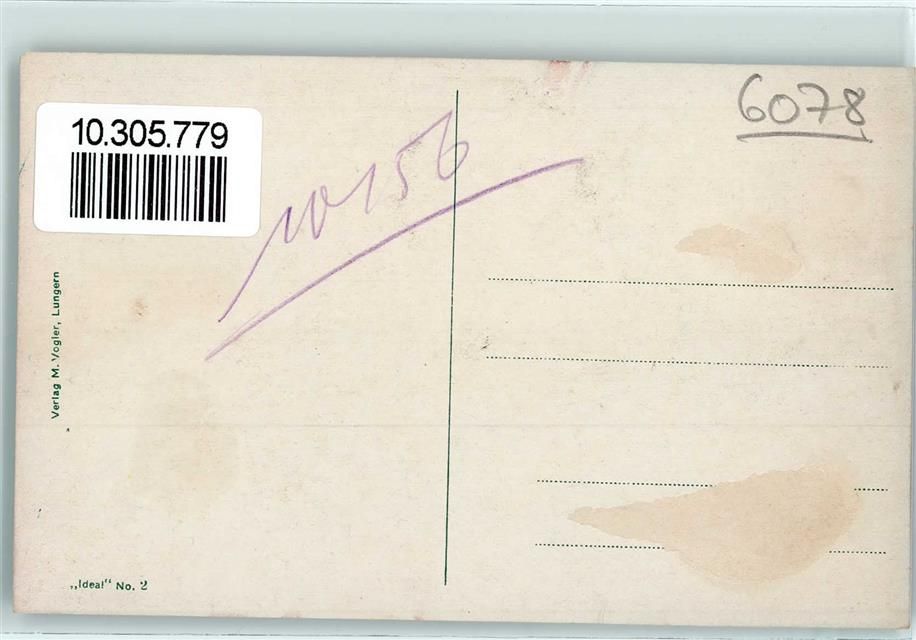 10.305.779
6078
10156
Verlag M. Vogler, Lungern
„Ideal“ No. 2